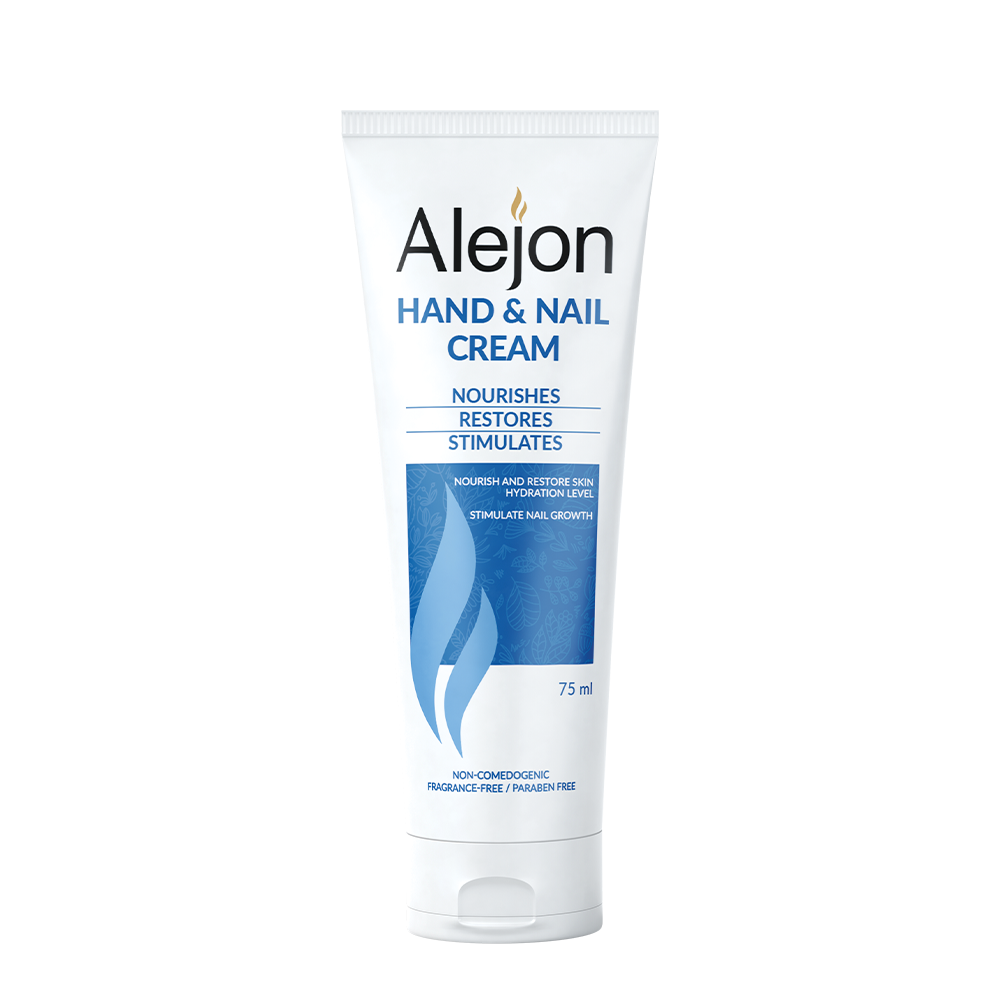 Alejon
HAND & NAIL
CREAM
NOURISHES
RESTORES
STIMULATES
NOURISH AND RESTORE SKIN
HYDRATION LEVEL
STIMULATE NAIL GROWTH
75 ml
NON-COMEDOGENIC
FRAGRANCE-FREE / PARABEN FREE